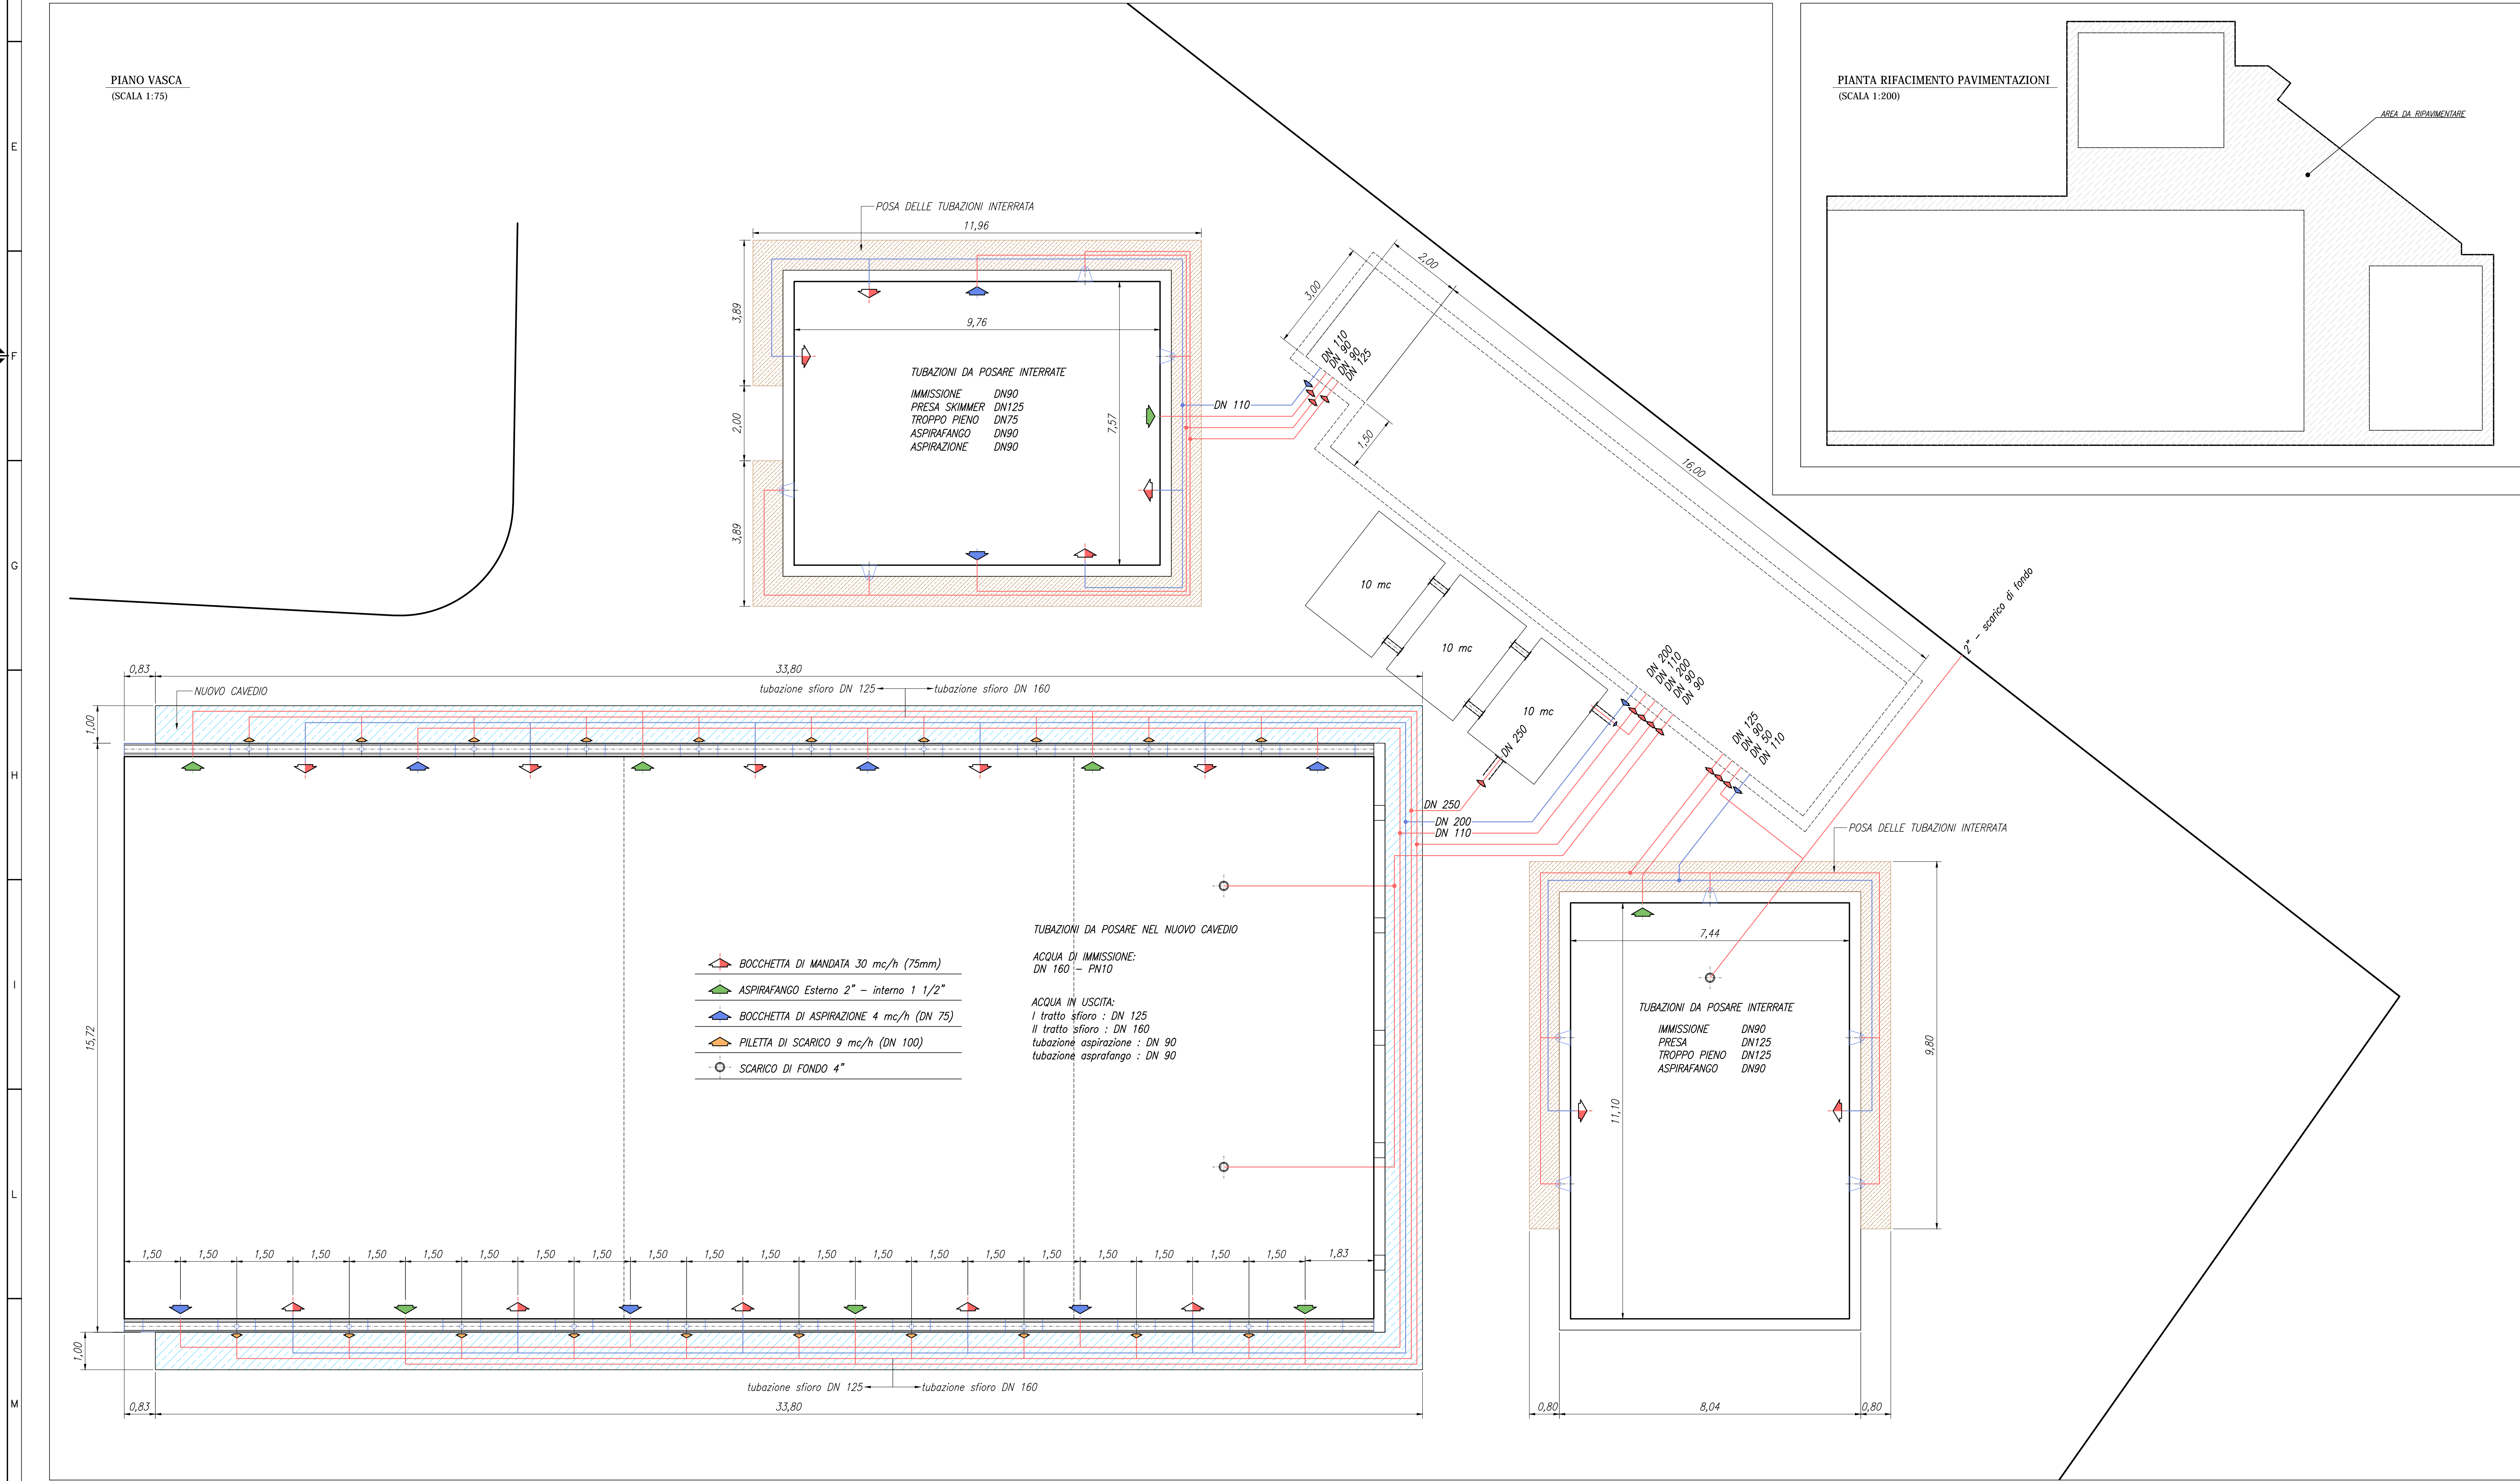 PIANO VASCA
(SCALA 1:75)
PIANTA RIFACIMENTO PAVIMENTAZIONI
(SCALA 1:200)
AREA DA RIPAVIMENTARE
E
F
G
H
I
L
M
POSA DELLE TUBAZIONI INTERRATA
11,96
3,89
2,00
3,89
9,76
7,57
TUBAZIONI DA POSARE INTERRATE
IMMISSIONE DN90
PRESA SKIMMER DN125
TROPPO PIENO DN75
ASPIRAFANGO DN90
ASPIRAZIONE DN90
DN 110
3,00
2,00
DN 110
DN 90
DN 90
DN 125
1,50
16,00
10 mc
10 mc
10 mc
DN 250
DN 200
DN 110
DN 200
DN 90
DN 90
DN 125
DN 90
DN 50
DN 110
2" - scarico di fondo
0,83
33,80
NUOVO CAVEDIO
tubazione sfioro DN 125
tubazione sfioro DN 160
1,00
15,72
1,00
DN 250
DN 200
DN 110
BOCCHETTA DI MANDATA 30 mc/h (75mm)
ASPIRAFANGO Esterno 2" - interno 1 1/2"
BOCCHETTA DI ASPIRAZIONE 4 mc/h (DN 75)
PILETTA DI SCARICO 9 mc/h (DN 100)
SCARICO DI FONDO 4"
TUBAZIONI DA POSARE NEL NUOVO CAVEDIO
ACQUA DI IMMISSIONE:
DN 160 - PN10
ACQUA IN USCITA:
I tratto sfioro : DN 125
II tratto sfioro : DN 160
tubazione aspirazione : DN 90
tubazione asprafango : DN 90
1,50 1,50 1,50 1,50 1,50 1,50 1,50 1,50 1,50 1,50 1,50 1,50 1,50 1,50 1,50 1,50 1,50 1,50 1,50 1,50 1,50 1,83
tubazione sfioro DN 125
tubazione sfioro DN 160
0,83
33,80
POSA DELLE TUBAZIONI INTERRATA
7,44
TUBAZIONI DA POSARE INTERRATE
IMMISSIONE DN90
PRESA DN125
TROPPO PIENO DN125
ASPIRAFANGO DN90
11,10
9,80
0,80
8,04
0,80